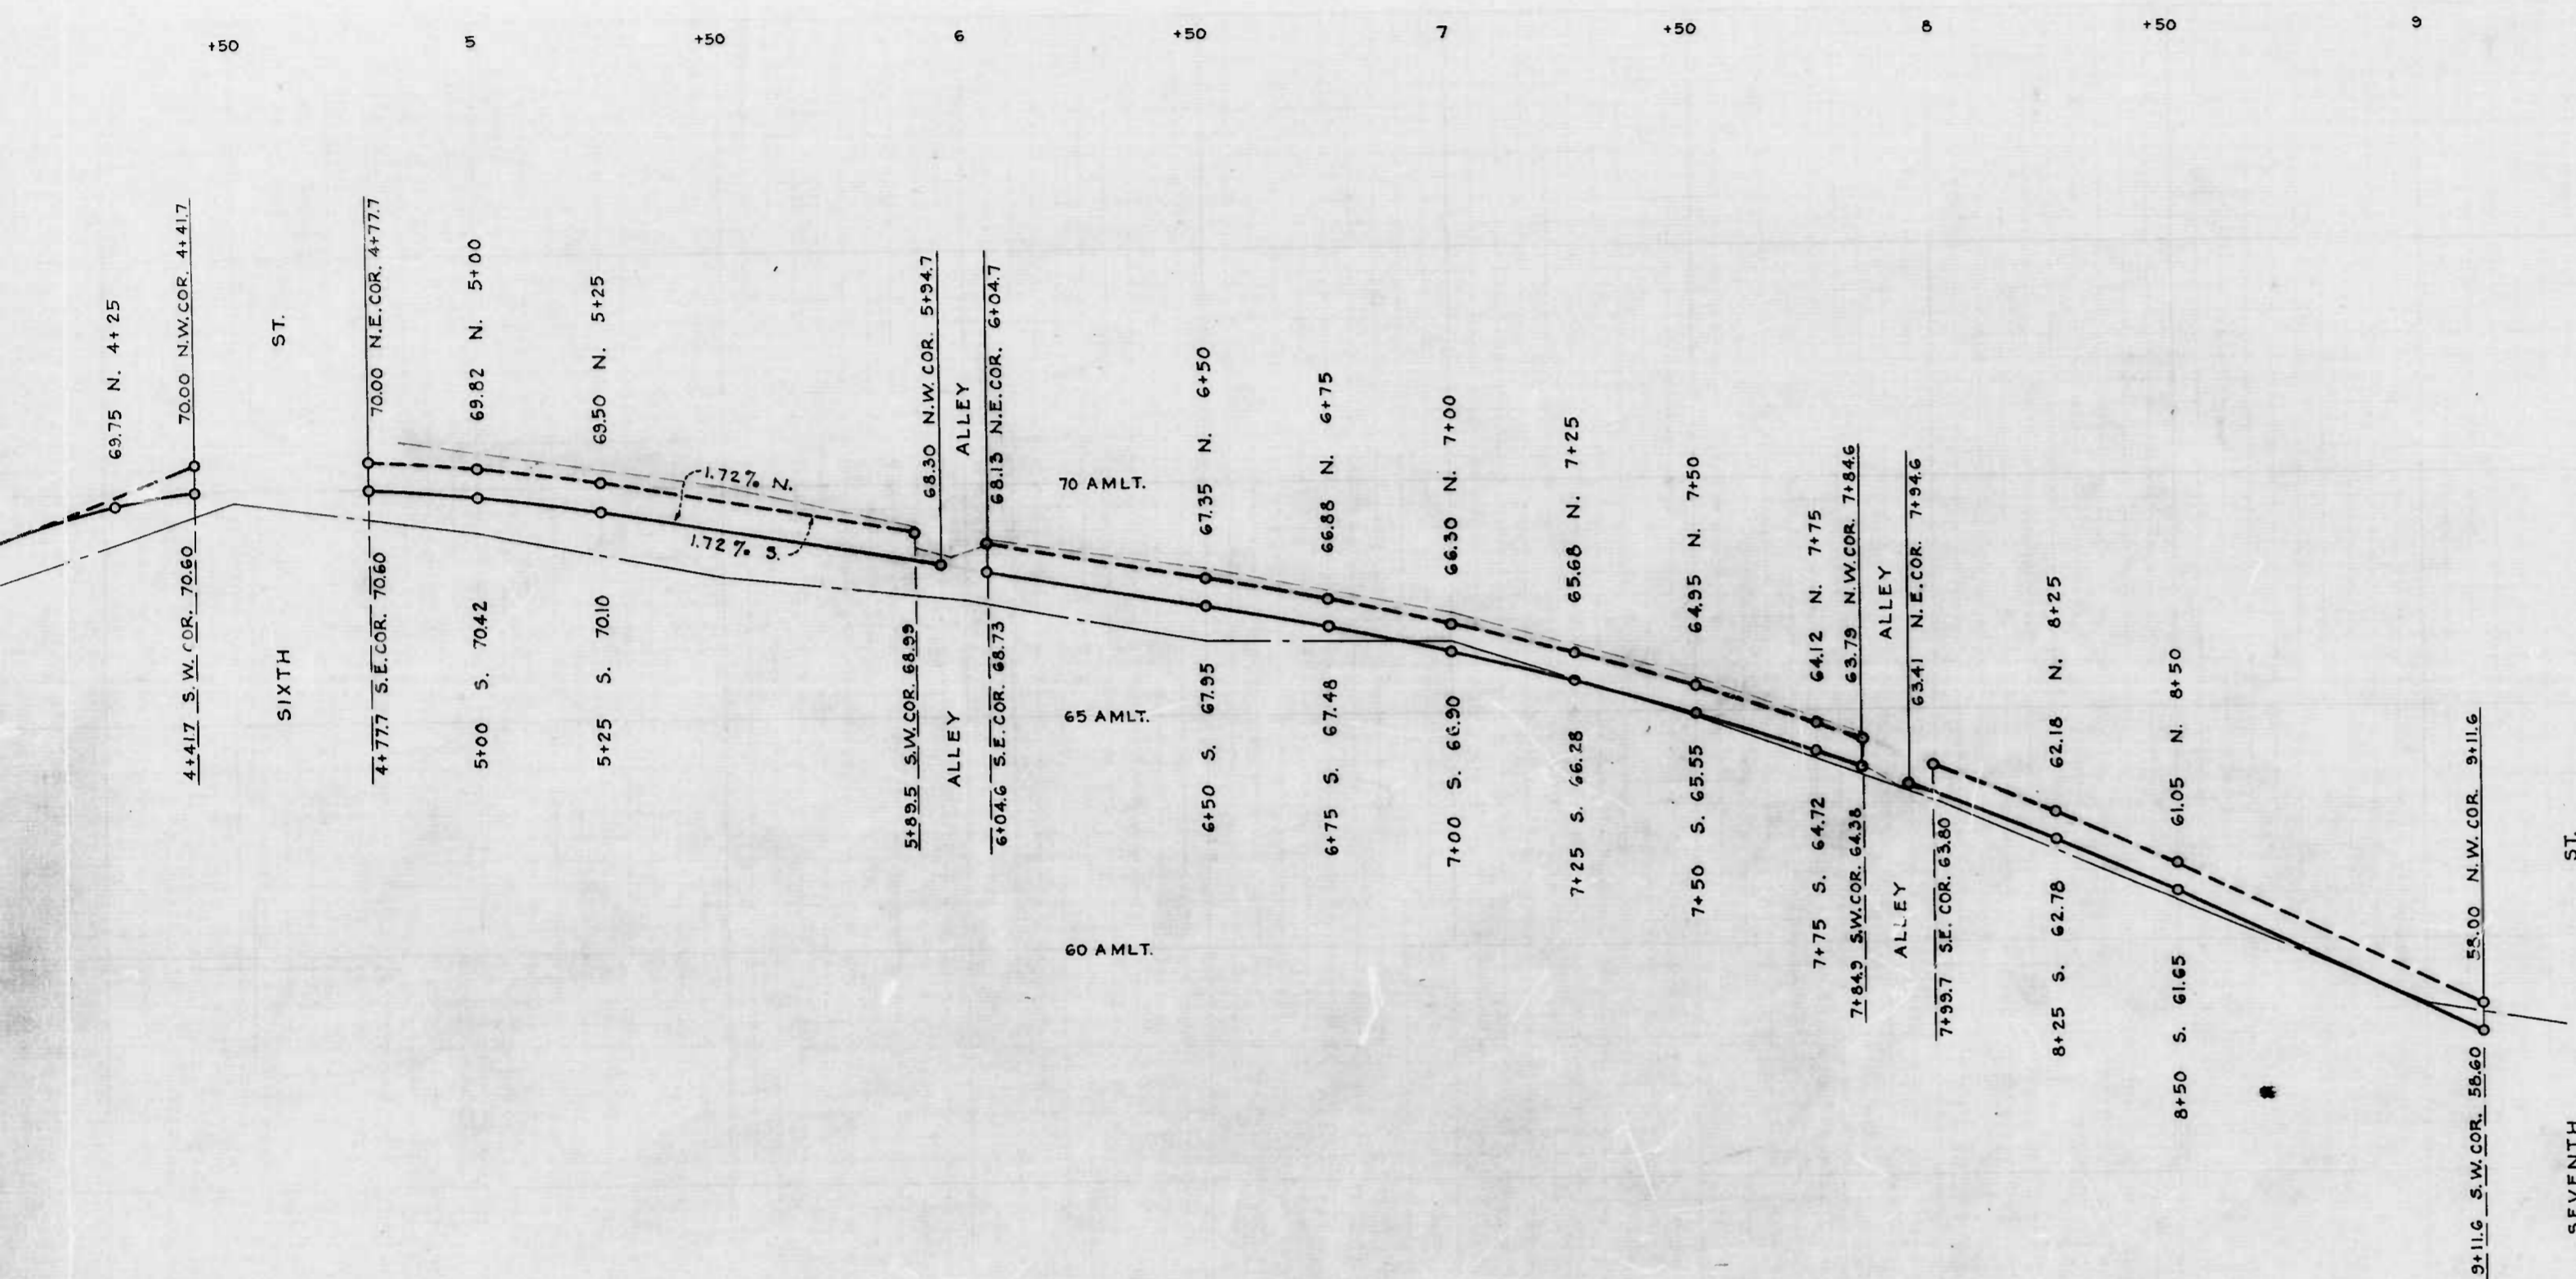 +50
5
+50
6
+50
7
+50
8
+50
9
69.75 N. 4+25
70.00 N.W.COR. 4+41.7
4+41.7 S.W. COR. 70.60
SIXTH ST.
70.00 N.E.COR. 4+77.7
4+77.7 S.E.COR. 70.60
69.82 N. 5+00
5+00 S. 70.42
69.50 N. 5+25
5+25 S. 70.10
1.72% N.
1.72% S.
68.30 N.W.COR. 5+94.7
5+89.5 S.W.COR. 68.99
ALLEY
ALLEY
68.13 N.E.COR. 6+04.7
6+04.6 S.E.COR. 68.73
70 AMLT.
65 AMLT.
60 AMLT.
67.35 N. 6+50
6+50 S. 67.95
66.88 N. 6+75
6+75 S. 67.48
66.30 N. 7+00
7+00 S. 66.90
65.68 N. 7+25
7+25 S. 66.28
64.95 N. 7+50
7+50 S. 65.55
64.12 N. 7+75
7+75 S. 64.72
63.79 N.W.COR. 7+84.6
7+84.9 S.W.COR. 64.38
ALLEY
ALLEY
63.41 N.E.COR. 7+94.6
7+99.7 S.E. COR. 63.80
62.18 N. 8+25
8+25 S. 62.78
61.05 N. 8+50
8+50 S. 61.65
58.00 N.W.COR. 9+11.6
9+11.6 S.W.COR. 58.60
SEVENTH ST.